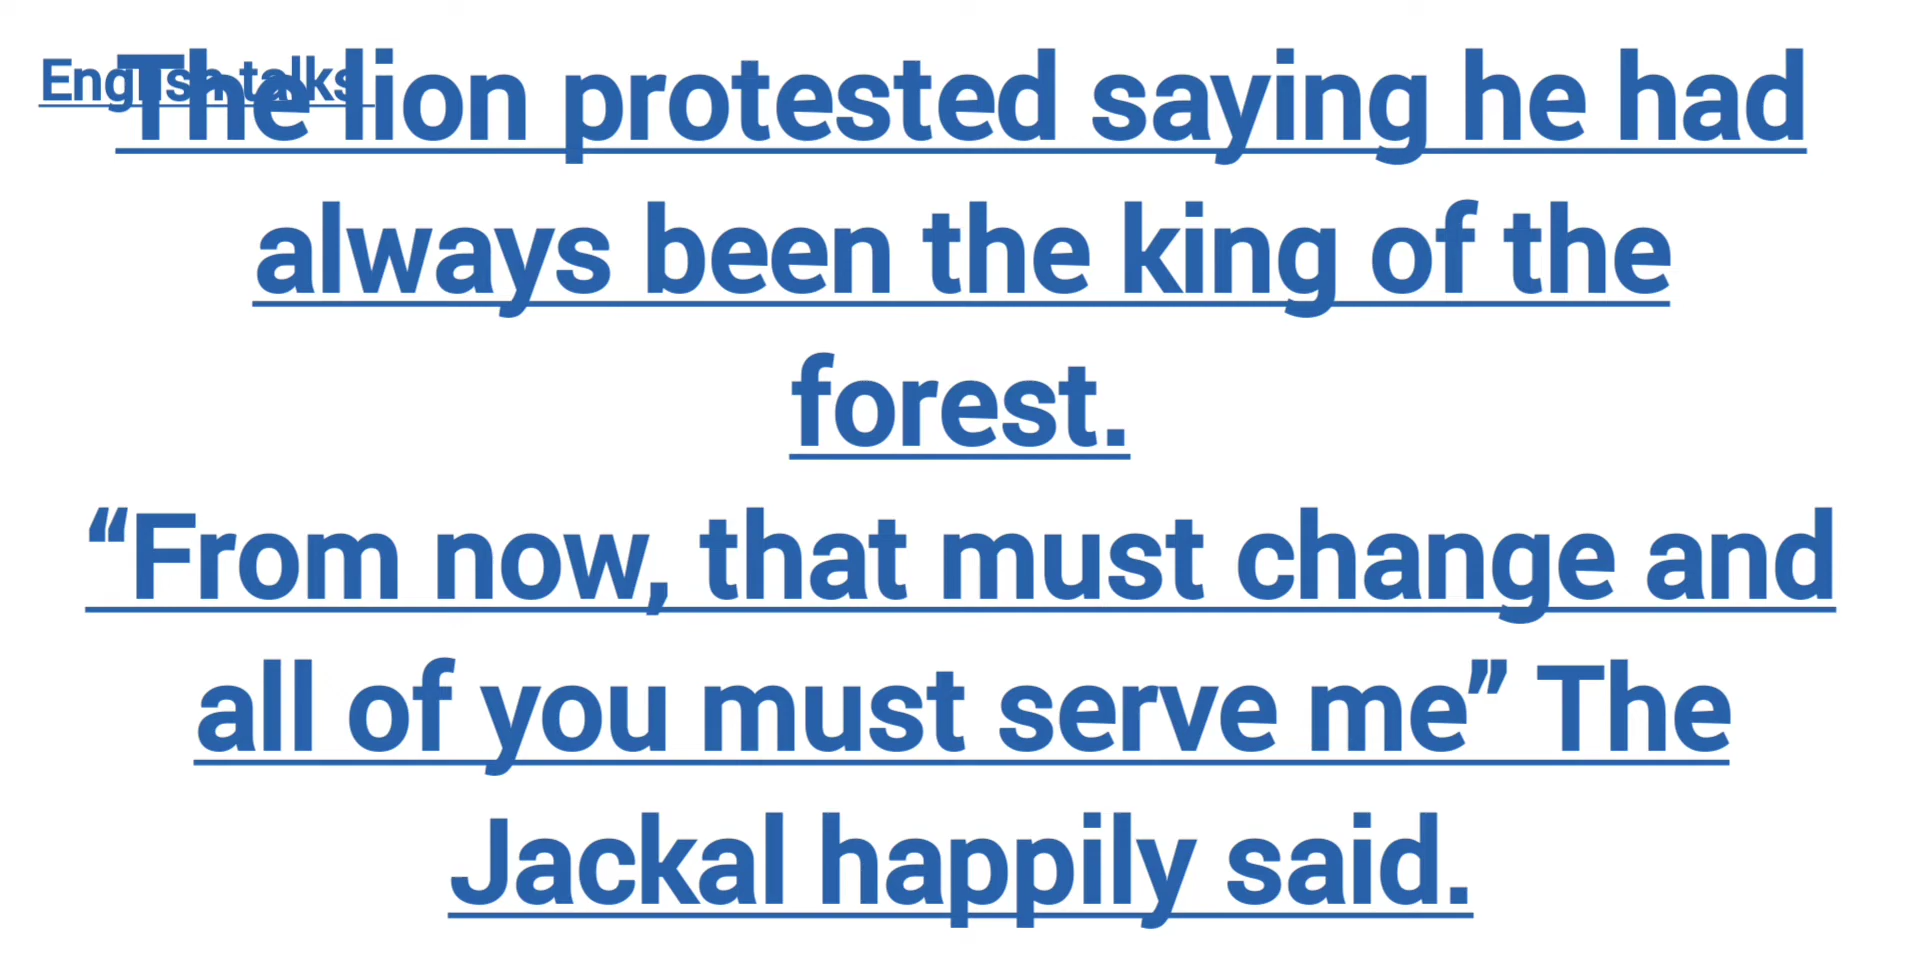 English talks
The lion protested saying he had
always been the king of the
forest.
“From now, that must change and
all of you must serve me” The
Jackal happily said.